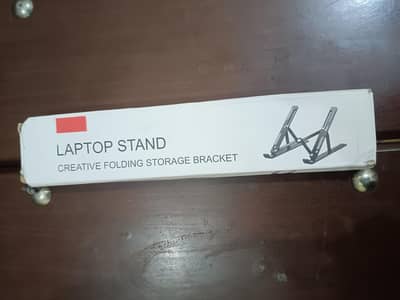 LAPTOP STAND
CREATIVE FOLDING STORAGE BRACKET